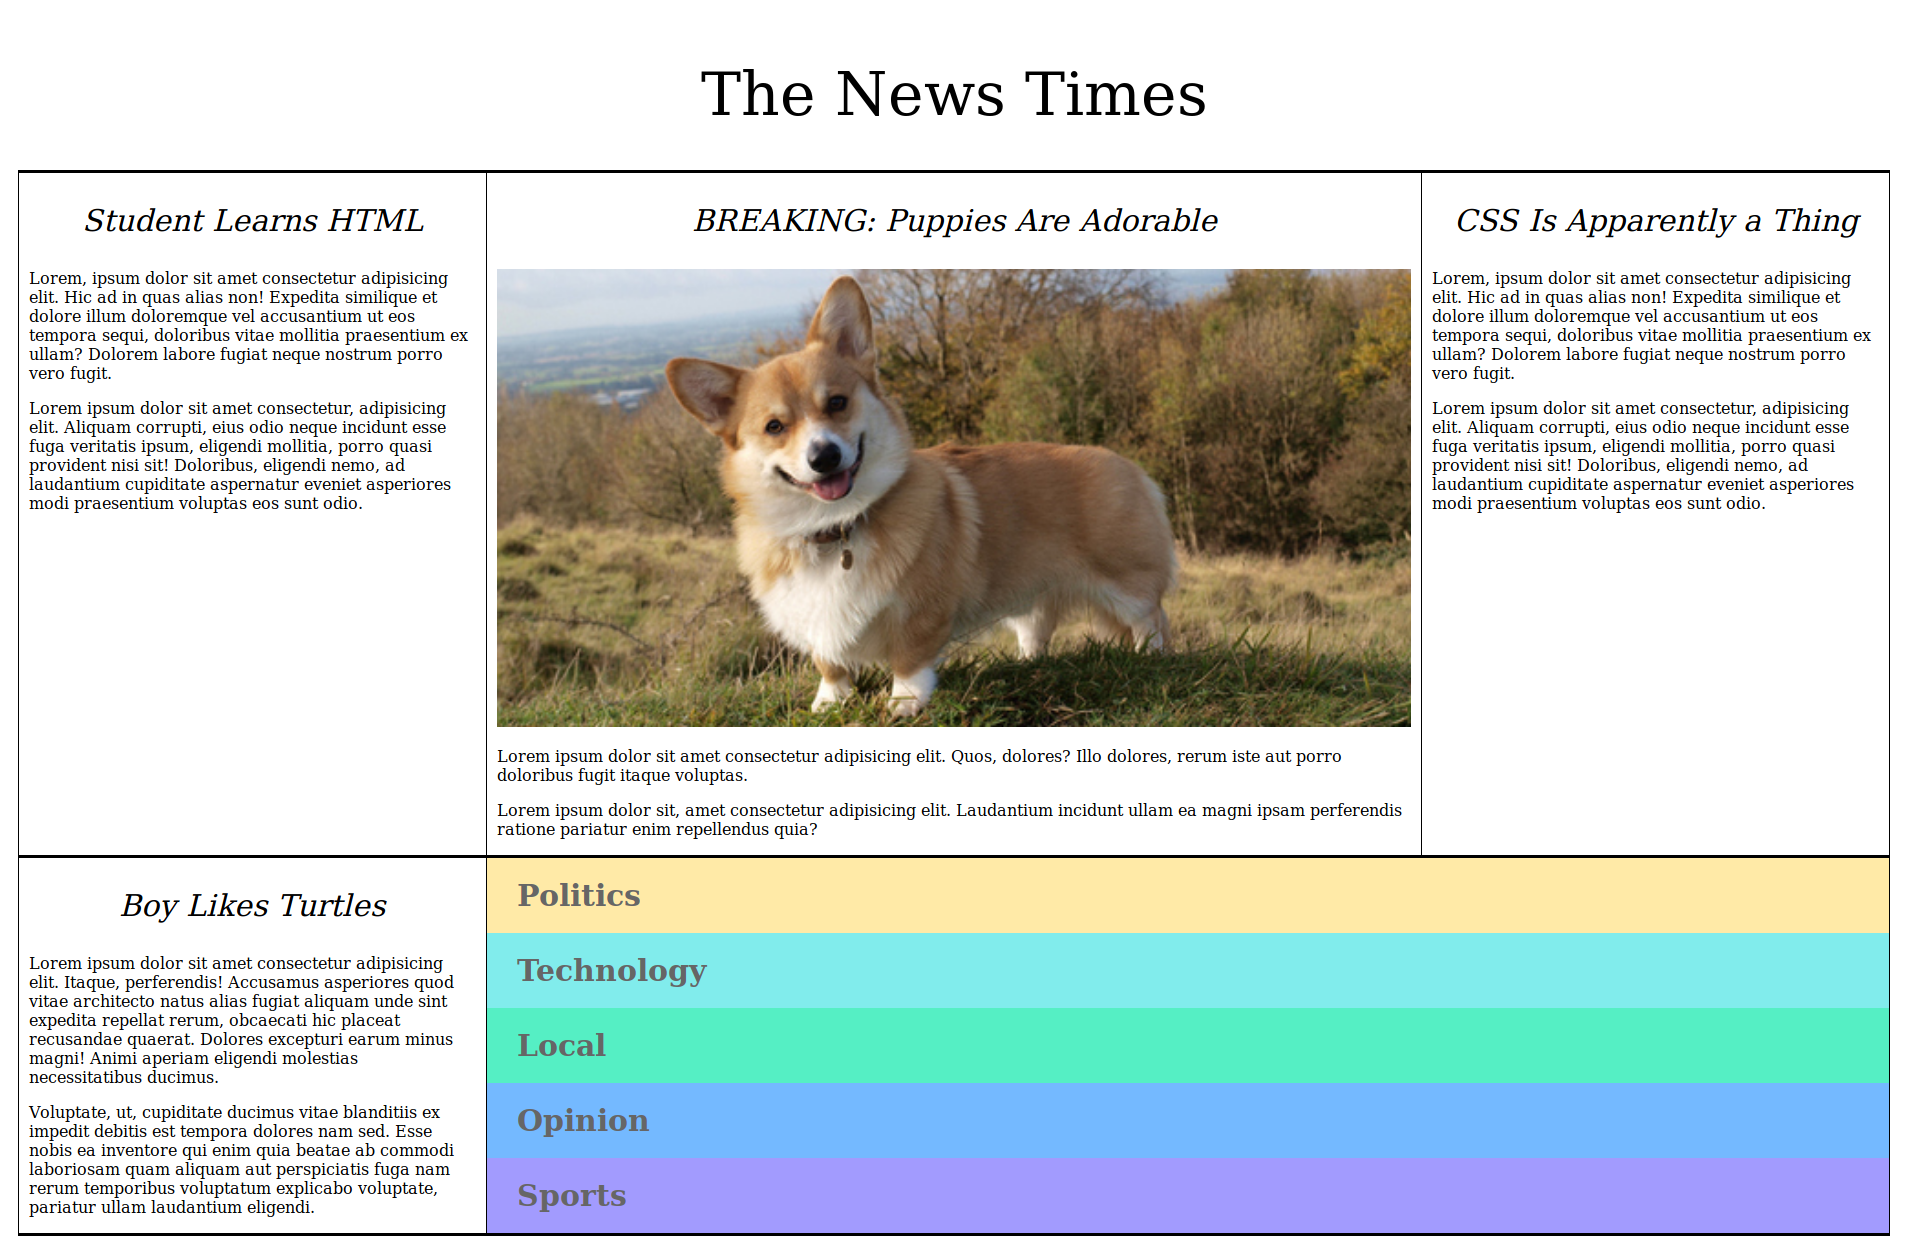 The News Times
Student Learns HTML
Lorem, ipsum dolor sit amet consectetur adipisicing
elit. Hic ad in quas alias non! Expedita similique et
dolore illum doloremque vel accusantium ut eos
tempora sequi, doloribus vitae mollitia praesentium ex
ullam? Dolorem labore fugiat neque nostrum porro
vero fugit.
Lorem ipsum dolor sit amet consectetur, adipisicing
elit. Aliquam corrupti, eius odio neque incidunt esse
fuga veritatis ipsum, eligendi mollitia, porro quasi
provident nisi sit! Doloribus, eligendi nemo, ad
laudantium cupiditate aspernatur eveniet asperiores
modi praesentium voluptas eos sunt odio.
BREAKING: Puppies Are Adorable
Lorem ipsum dolor sit amet consectetur adipisicing elit. Quos, dolores? Illo dolores, rerum iste aut porro
doloribus fugit itaque voluptas.
Lorem ipsum dolor sit, amet consectetur adipisicing elit. Laudantium incidunt ullam ea magni ipsam perferendis
ratione pariatur enim repellendus quia?
CSS Is Apparently a Thing
Lorem, ipsum dolor sit amet consectetur adipisicing
elit. Hic ad in quas alias non! Expedita similique et
dolore illum doloremque vel accusantium ut eos
tempora sequi, doloribus vitae mollitia praesentium ex
ullam? Dolorem labore fugiat neque nostrum porro
vero fugit.
Lorem ipsum dolor sit amet consectetur, adipisicing
elit. Aliquam corrupti, eius odio neque incidunt esse
fuga veritatis ipsum, eligendi mollitia, porro quasi
provident nisi sit! Doloribus, eligendi nemo, ad
laudantium cupiditate aspernatur eveniet asperiores
modi praesentium voluptas eos sunt odio.
Boy Likes Turtles
Lorem ipsum dolor sit amet consectetur adipisicing
elit. Itaque, perferendis! Accusamus asperiores quod
vitae architecto natus alias fugiat aliquam unde sint
expedita repellat rerum, obcaecati hic placeat
recusandae quaerat. Dolores excepturi earum minus
magni! Animi aperiam eligendi molestias
necessitatibus ducimus.
Voluptate, ut, cupiditate ducimus vitae blanditiis ex
impedit debitis est tempora dolores nam sed. Esse
nobis ea inventore qui enim quia beatae ab commodi
laboriosam quam aliquam aut perspiciatis fuga nam
rerum temporibus voluptatum explicabo voluptate,
pariatur ullam laudantium eligendi.
Politics
Technology
Local
Opinion
Sports